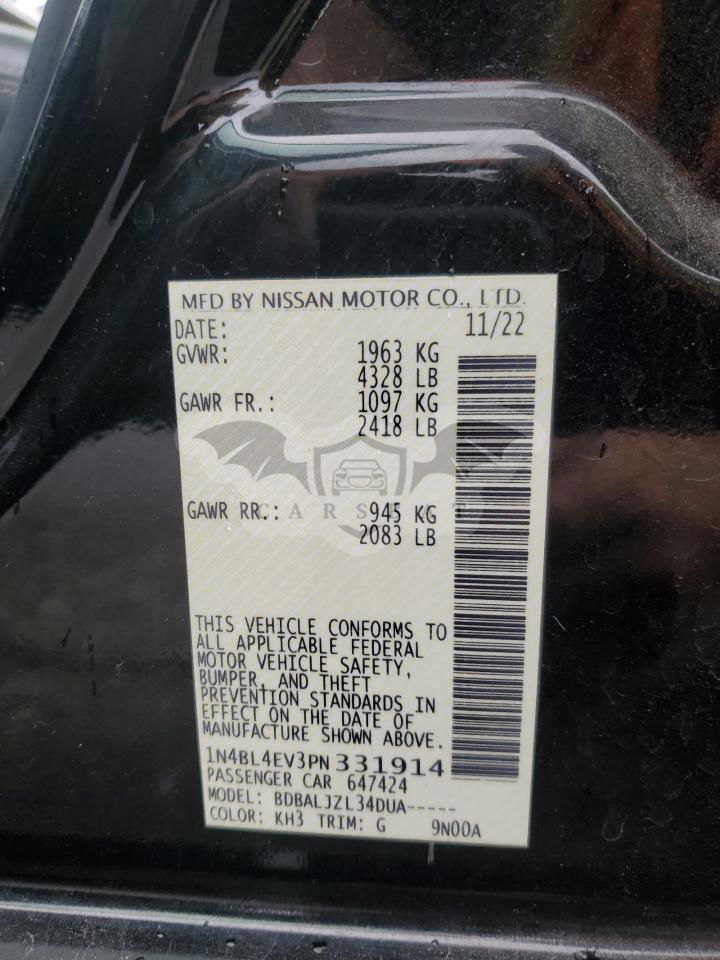 MFD BY NISSAN MOTOR CO., LTD.
DATE: 11/22
GVWR: 1963 KG
4328 LB
GAWR FR.: 1097 KG
2418 LB
GAWR RR.: 945 KG
2083 LB
THIS VEHICLE CONFORMS TO
ALL APPLICABLE FEDERAL
MOTOR VEHICLE SAFETY,
BUMPER, AND THEFT
PREVENTION STANDARDS IN
EFFECT ON THE DATE OF
MANUFACTURE SHOWN ABOVE.
1N4BL4EV3PN331914
PASSENGER CAR 647424
MODEL: BDBALJZL34DUA-----
COLOR: KH3 TRIM: G 9N00A